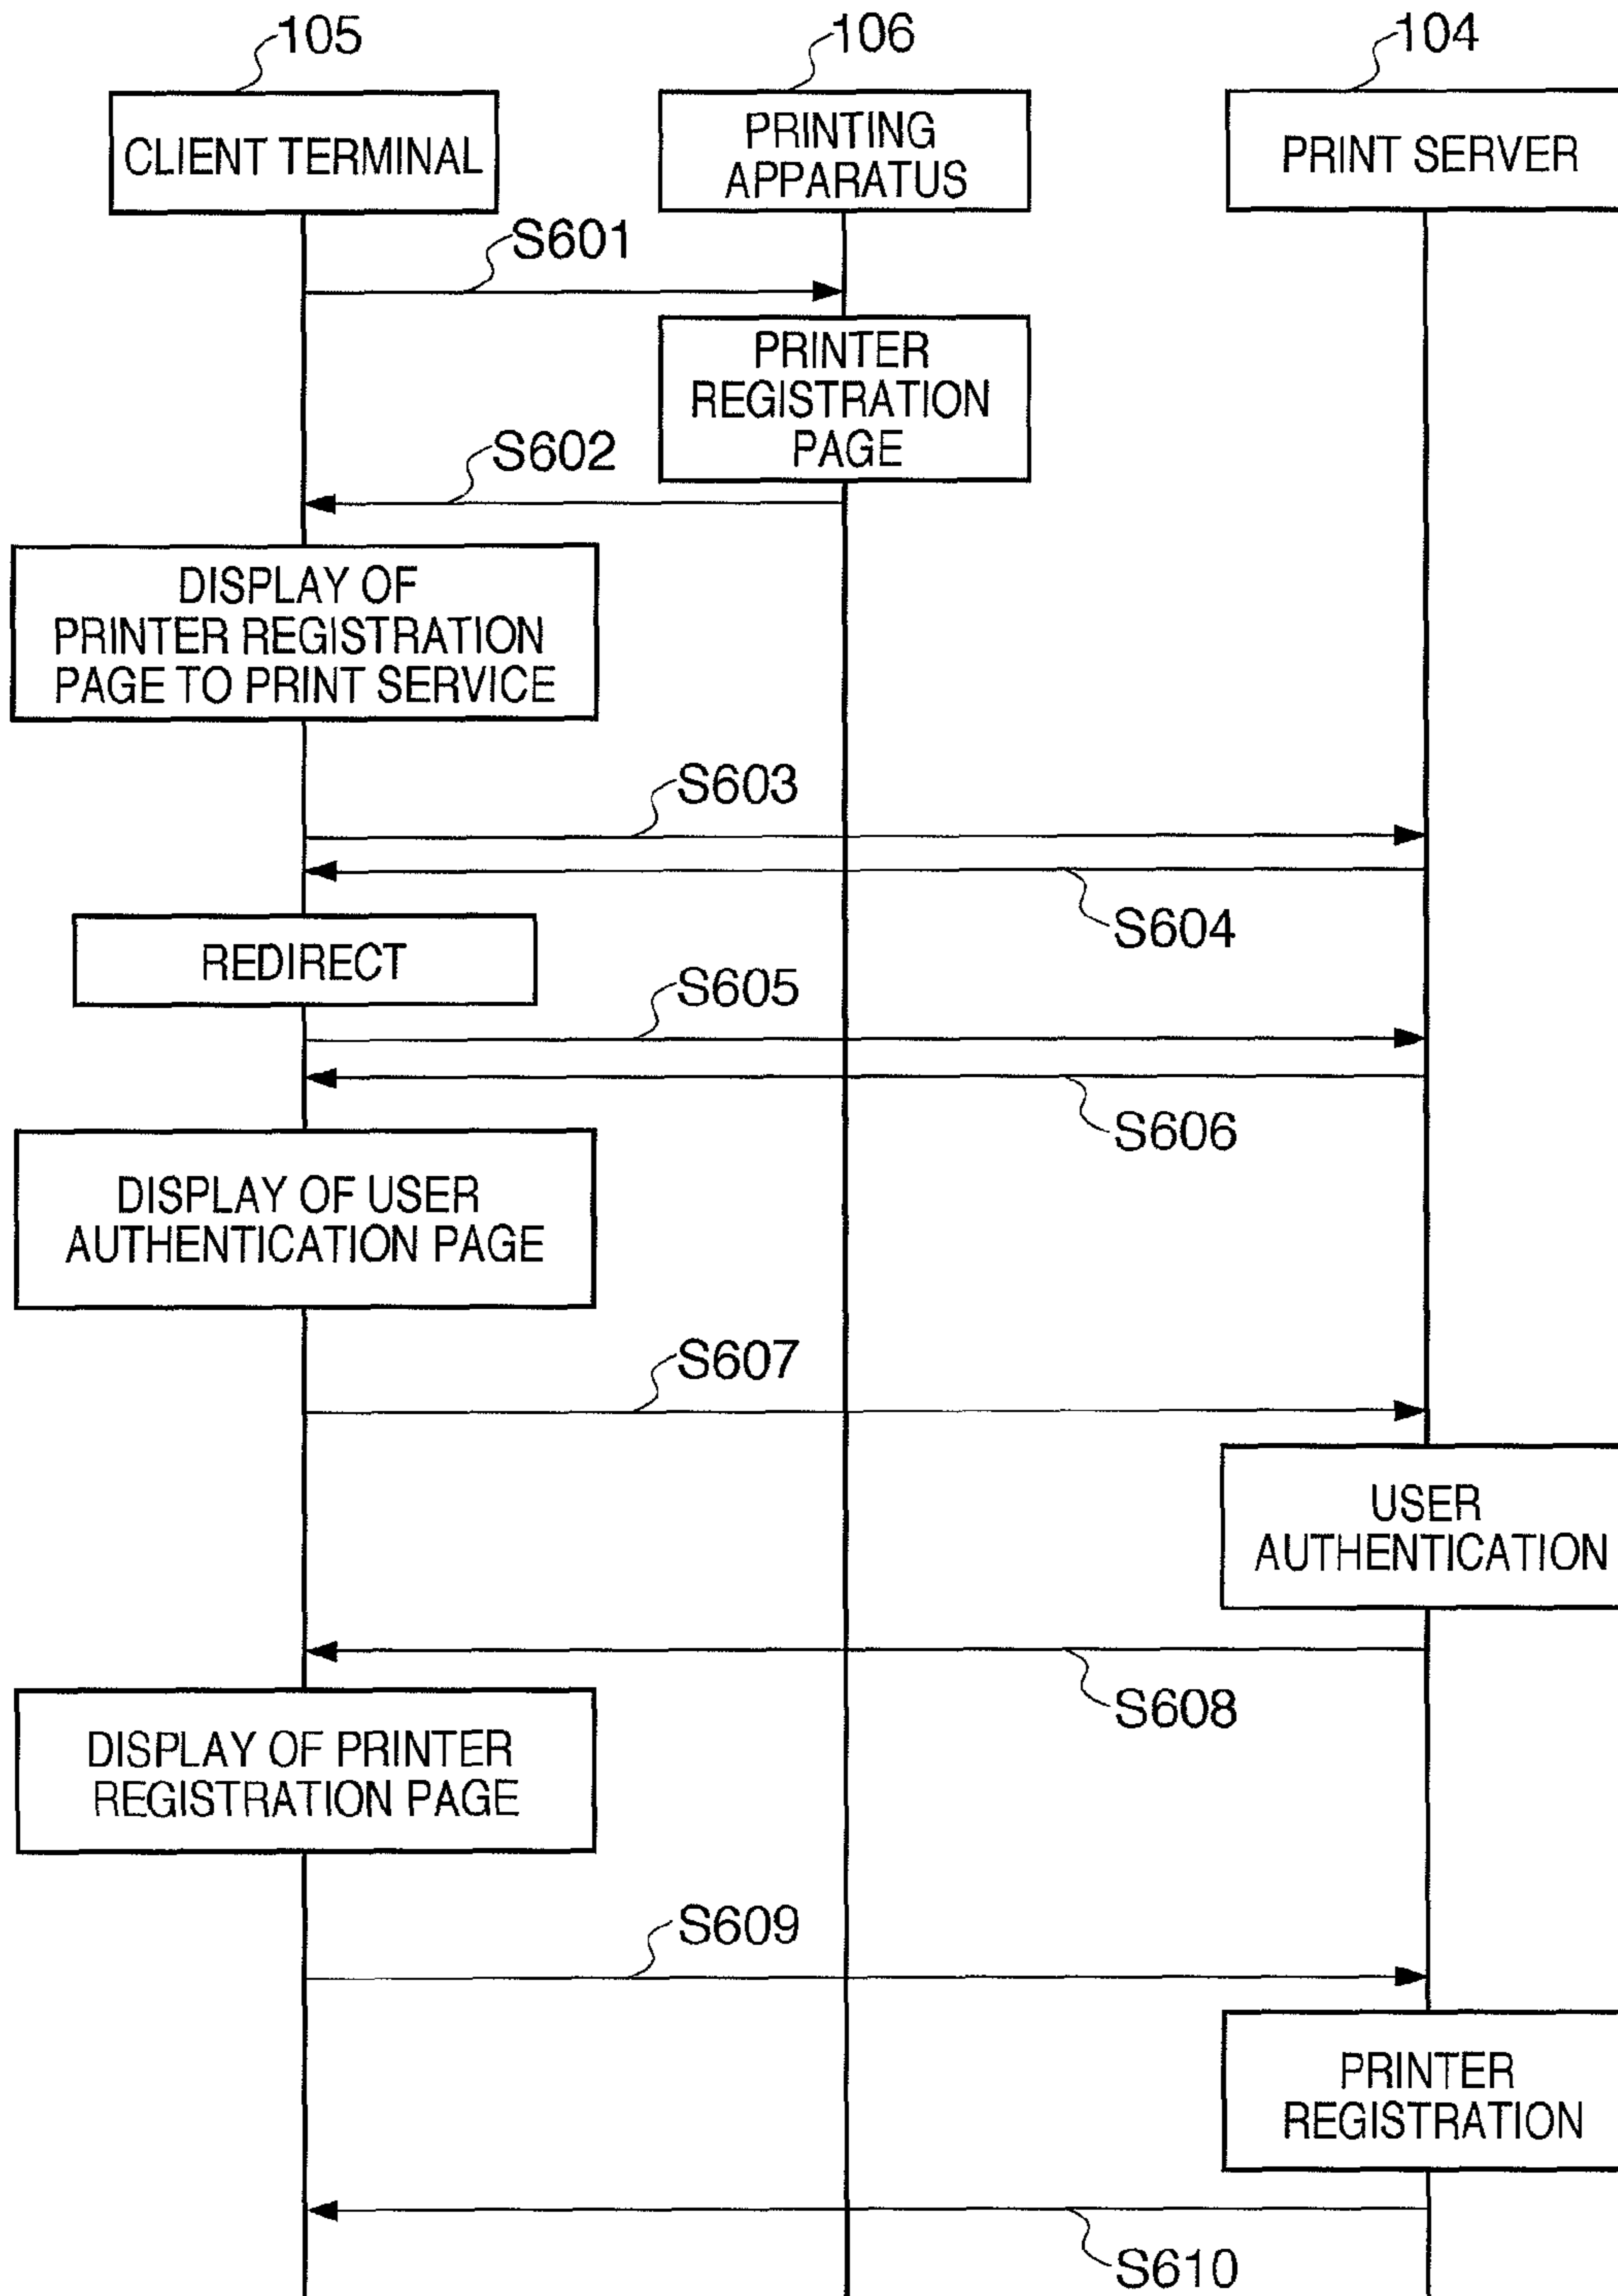 105
106
104
CLIENT TERMINAL
PRINTING
APPARATUS
PRINT SERVER
S601
PRINTER
REGISTRATION
PAGE
S602
DISPLAY OF
PRINTER REGISTRATION
PAGE TO PRINT SERVICE
S603
S604
REDIRECT
S605
S606
DISPLAY OF USER
AUTHENTICATION PAGE
S607
USER
AUTHENTICATION
S608
DISPLAY OF PRINTER
REGISTRATION PAGE
S609
PRINTER
REGISTRATION
S610